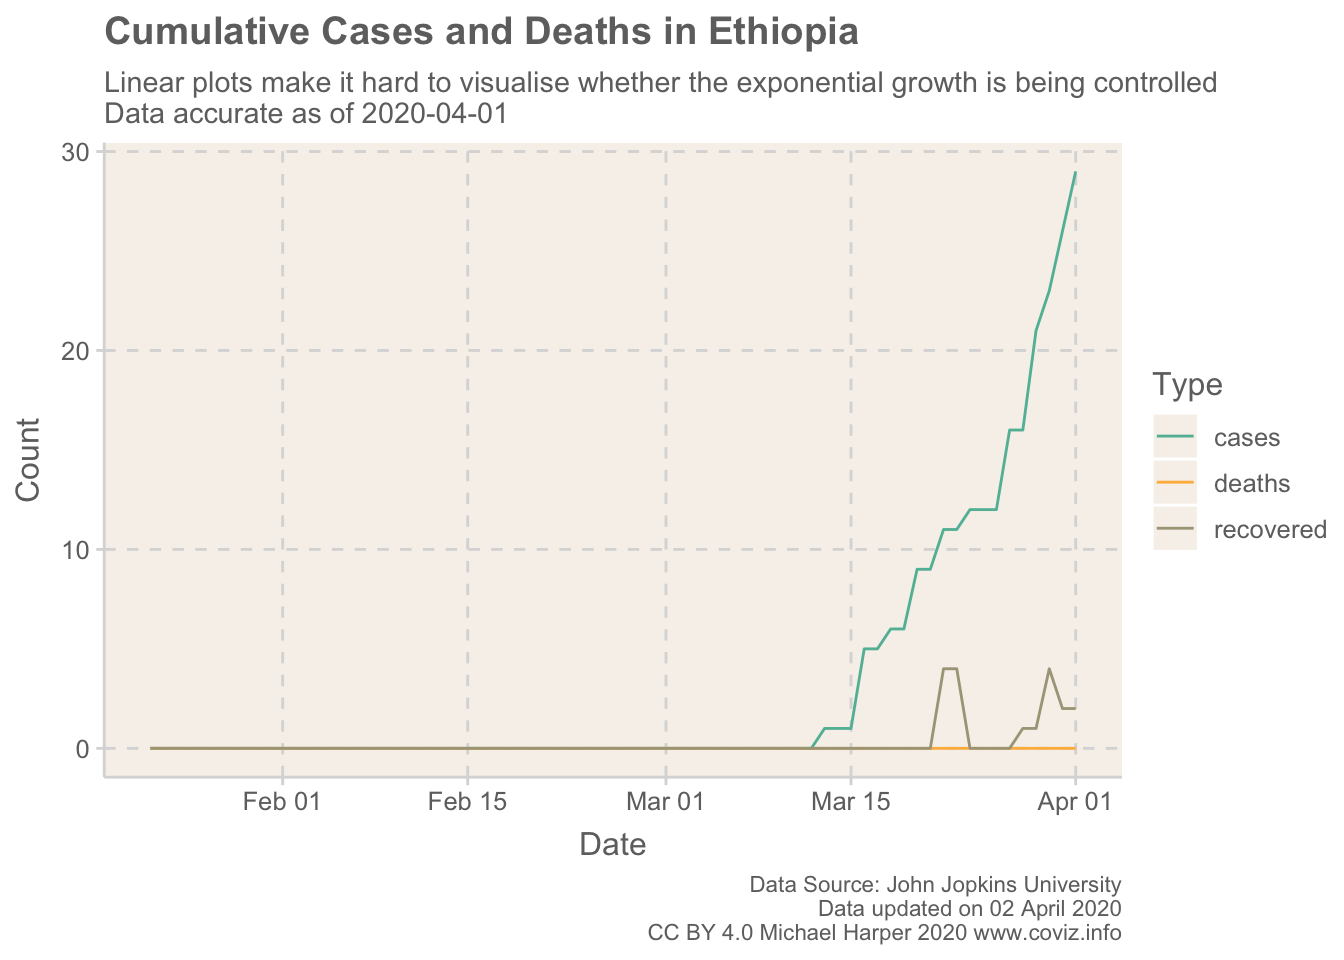 Cumulative Cases and Deaths in Ethiopia
Linear plots make it hard to visualise whether the exponential growth is being controlled
Data accurate as of 2020-04-01
30
20
10
0
Count
Feb 01
Feb 15
Mar 01
Mar 15
Apr 01
Date
Type
cases
deaths
recovered
Data Source: John Jopkins University
Data updated on 02 April 2020
CC BY 4.0 Michael Harper 2020 www.coviz.info